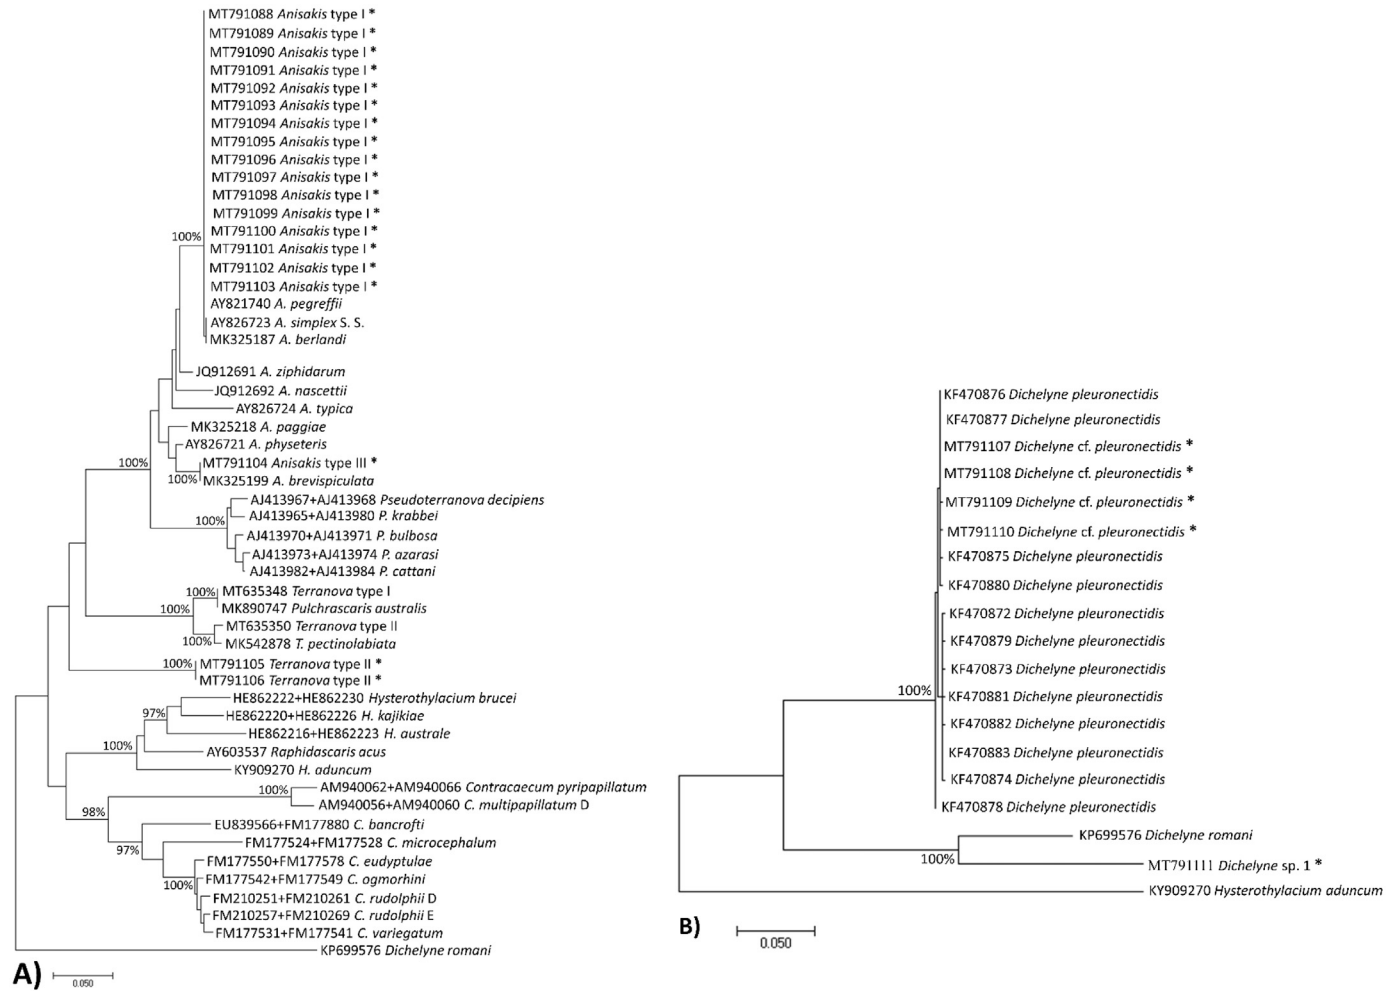 MT791088 Anisakis type I *
MT791089 Anisakis type I *
MT791090 Anisakis type I *
MT791091 Anisakis type I *
MT791092 Anisakis type I *
MT791093 Anisakis type I *
MT791094 Anisakis type I *
MT791095 Anisakis type I *
MT791096 Anisakis type I *
MT791097 Anisakis type I *
MT791098 Anisakis type I *
MT791099 Anisakis type I *
MT791100 Anisakis type I *
100%
MT791101 Anisakis type I *
MT791102 Anisakis type I *
MT791103 Anisakis type I *
AY821740 A. pegreffii
AY826723 A. simplex S. S.
MK325187 A. berlandi
JQ912691 A. ziphidarum
JQ912692 A. nascettii
AY826724 A. typica
MK325218 A. paggiae
AY826721 A. physeteris
100%
MT791104 Anisakis type III *
100%
MK325199 A. brevispiculata
AJ413967+AJ413968 Pseudoterranova decipiens
100%
AJ413965+AJ413980 P. krabbei
AJ413970+AJ413971 P. bulbosa
AJ413973+AJ413974 P. azarasi
AJ413982+AJ413984 P. cattani
100%
MT635348 Terranova type I
100%
MK890747 Pulchrascaris australis
MT635350 Terranova type II
100%
MK542878 T. pectinolabiata
100%
MT791105 Terranova type II *
MT791106 Terranova type II *
HE862222+HE862230 Hysterothylacium brucei
97%
HE862220+HE862226 H. kajikiae
HE862216+HE862223 H. australe
100%
AY603537 Raphidascaris acus
KY909270 H. aduncum
100%
AM940062+AM940066 Contracaecum pyripapillatum
AM940056+AM940060 C. multipapillatum D
98%
EU839566+FM177880 C. bancrofti
97%
FM177524+FM177528 C. microcephalum
FM177550+FM177578 C. eudyptulae
100%
FM177542+FM177549 C. ogmorhini
FM210251+FM210261 C. rudolphii D
FM210257+FM210269 C. rudolphii E
FM177531+FM177541 C. variegatum
KP699576 Dichelyne romani
A)
0.050
KF470876 Dichelyne pleuronectidis
KF470877 Dichelyne pleuronectidis
MT791107 Dichelyne cf. pleuronectidis *
MT791108 Dichelyne cf. pleuronectidis *
MT791109 Dichelyne cf. pleuronectidis *
MT791110 Dichelyne cf. pleuronectidis *
KF470875 Dichelyne pleuronectidis
KF470880 Dichelyne pleuronectidis
KF470872 Dichelyne pleuronectidis
KF470879 Dichelyne pleuronectidis
KF470873 Dichelyne pleuronectidis
100%
KF470881 Dichelyne pleuronectidis
KF470882 Dichelyne pleuronectidis
KF470883 Dichelyne pleuronectidis
KF470874 Dichelyne pleuronectidis
KF470878 Dichelyne pleuronectidis
KP699576 Dichelyne romani
100%
MT791111 Dichelyne sp. 1 *
KY909270 Hysterothylacium aduncum
B)
0.050